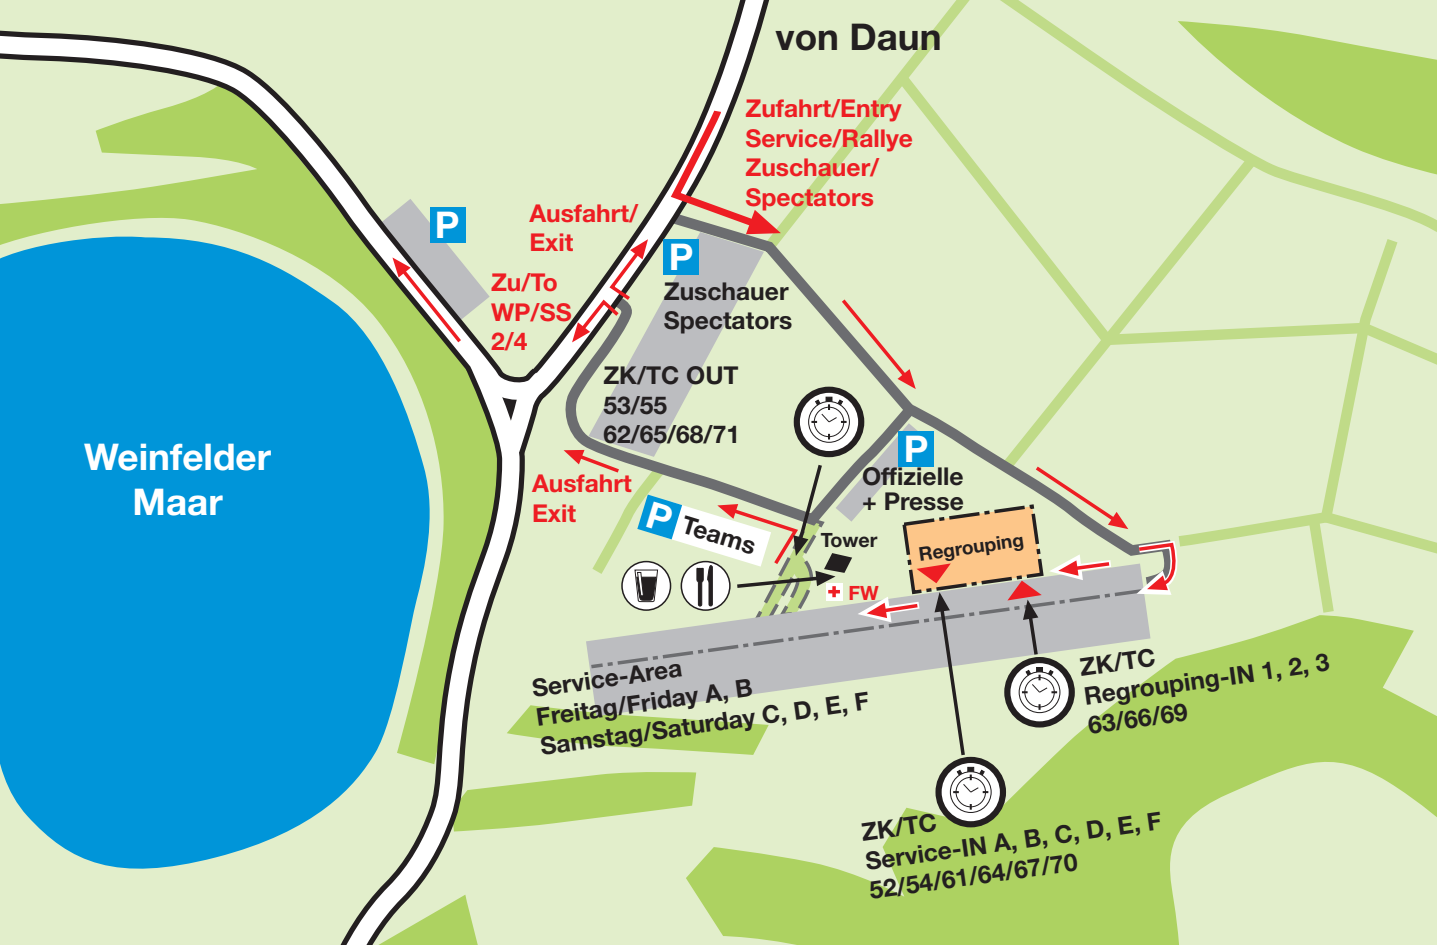 von Daun
Zufahrt/Entry
Service/Rallye
Zuschauer/
Spectators
Ausfahrt/
Exit
P
Zu/To
WP/SS
2/4
P
Zuschauer
Spectators
ZK/TC OUT
53/55
62/65/68/71
Weinfelder
Maar
P
Offizielle
+ Presse
Ausfahrt
Exit
P Teams
Tower
Regrouping
FW
Service-Area
Freitag/Friday A, B
Samstag/Saturday C, D, E, F
ZK/TC
Regrouping-IN 1, 2, 3
63/66/69
ZK/TC
Service-IN A, B, C, D, E, F
52/54/61/64/67/70